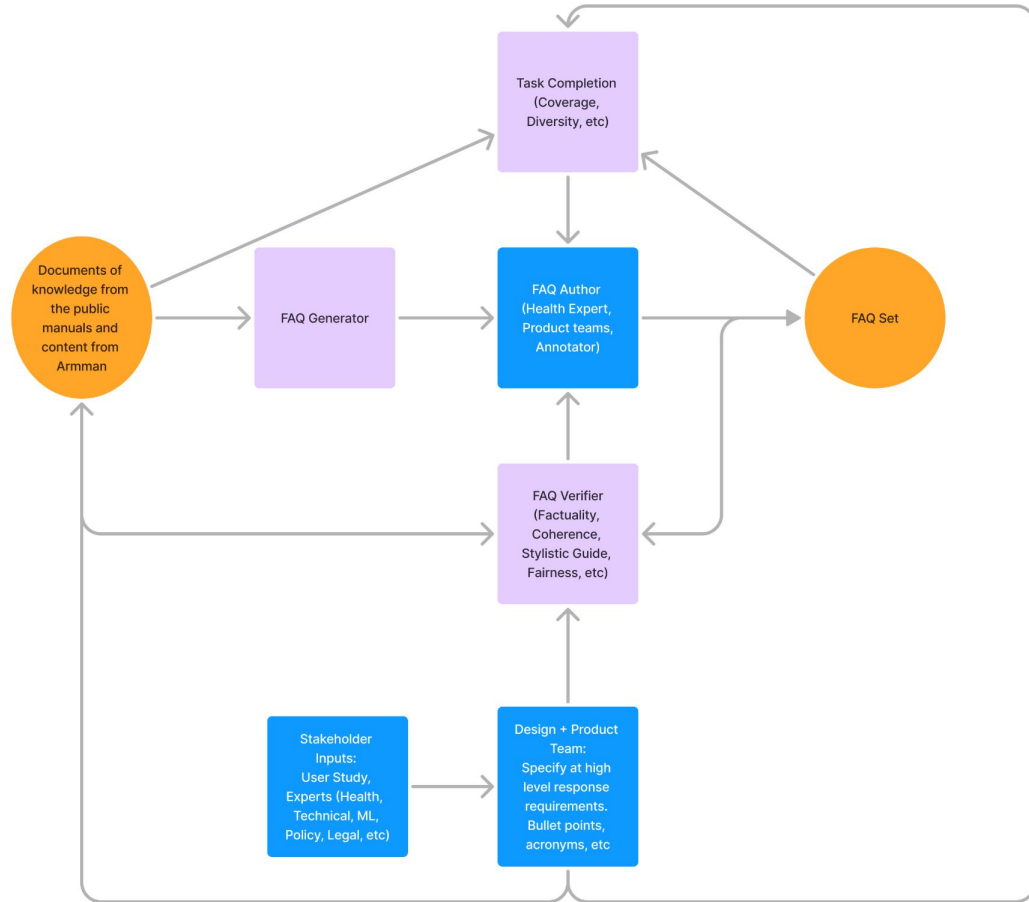 Task Completion
(Coverage,
Diversity, etc)
Documents of
knowledge from
the public
manuals and
content from
Armman
FAQ Generator
FAQ Author
(Health Expert,
Product teams,
Annotator)
FAQ Set
FAQ Verifier
(Factuality,
Coherence,
Stylistic Guide,
Fairness, etc)
Stakeholder
Inputs:
User Study,
Experts (Health,
Technical, ML,
Policy, Legal, etc)
Design + Product
Team:
Specify at high
level response
requirements.
Bullet points,
acronyms, etc